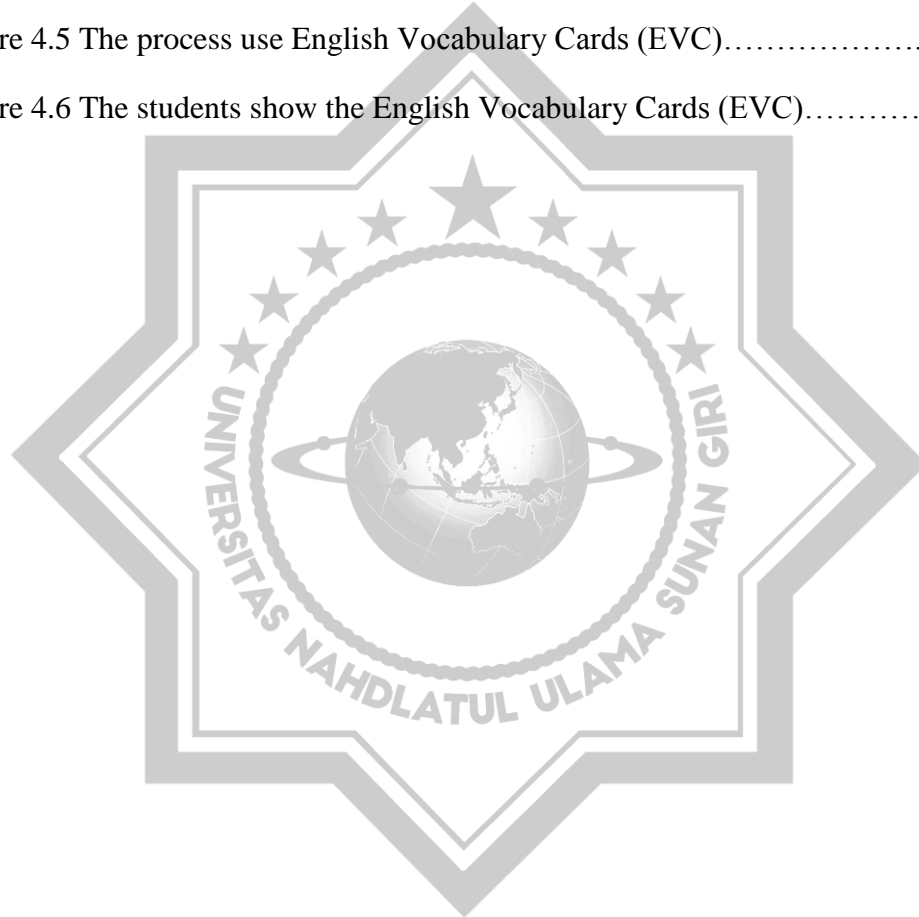 re 4.5 The process use English Vocabulary Cards (EVC)…………………
re 4.6 The students show the English Vocabulary Cards (EVC)…………
UNIVERSITAS NAHDLATUL ULAMA SUNAN GIRI